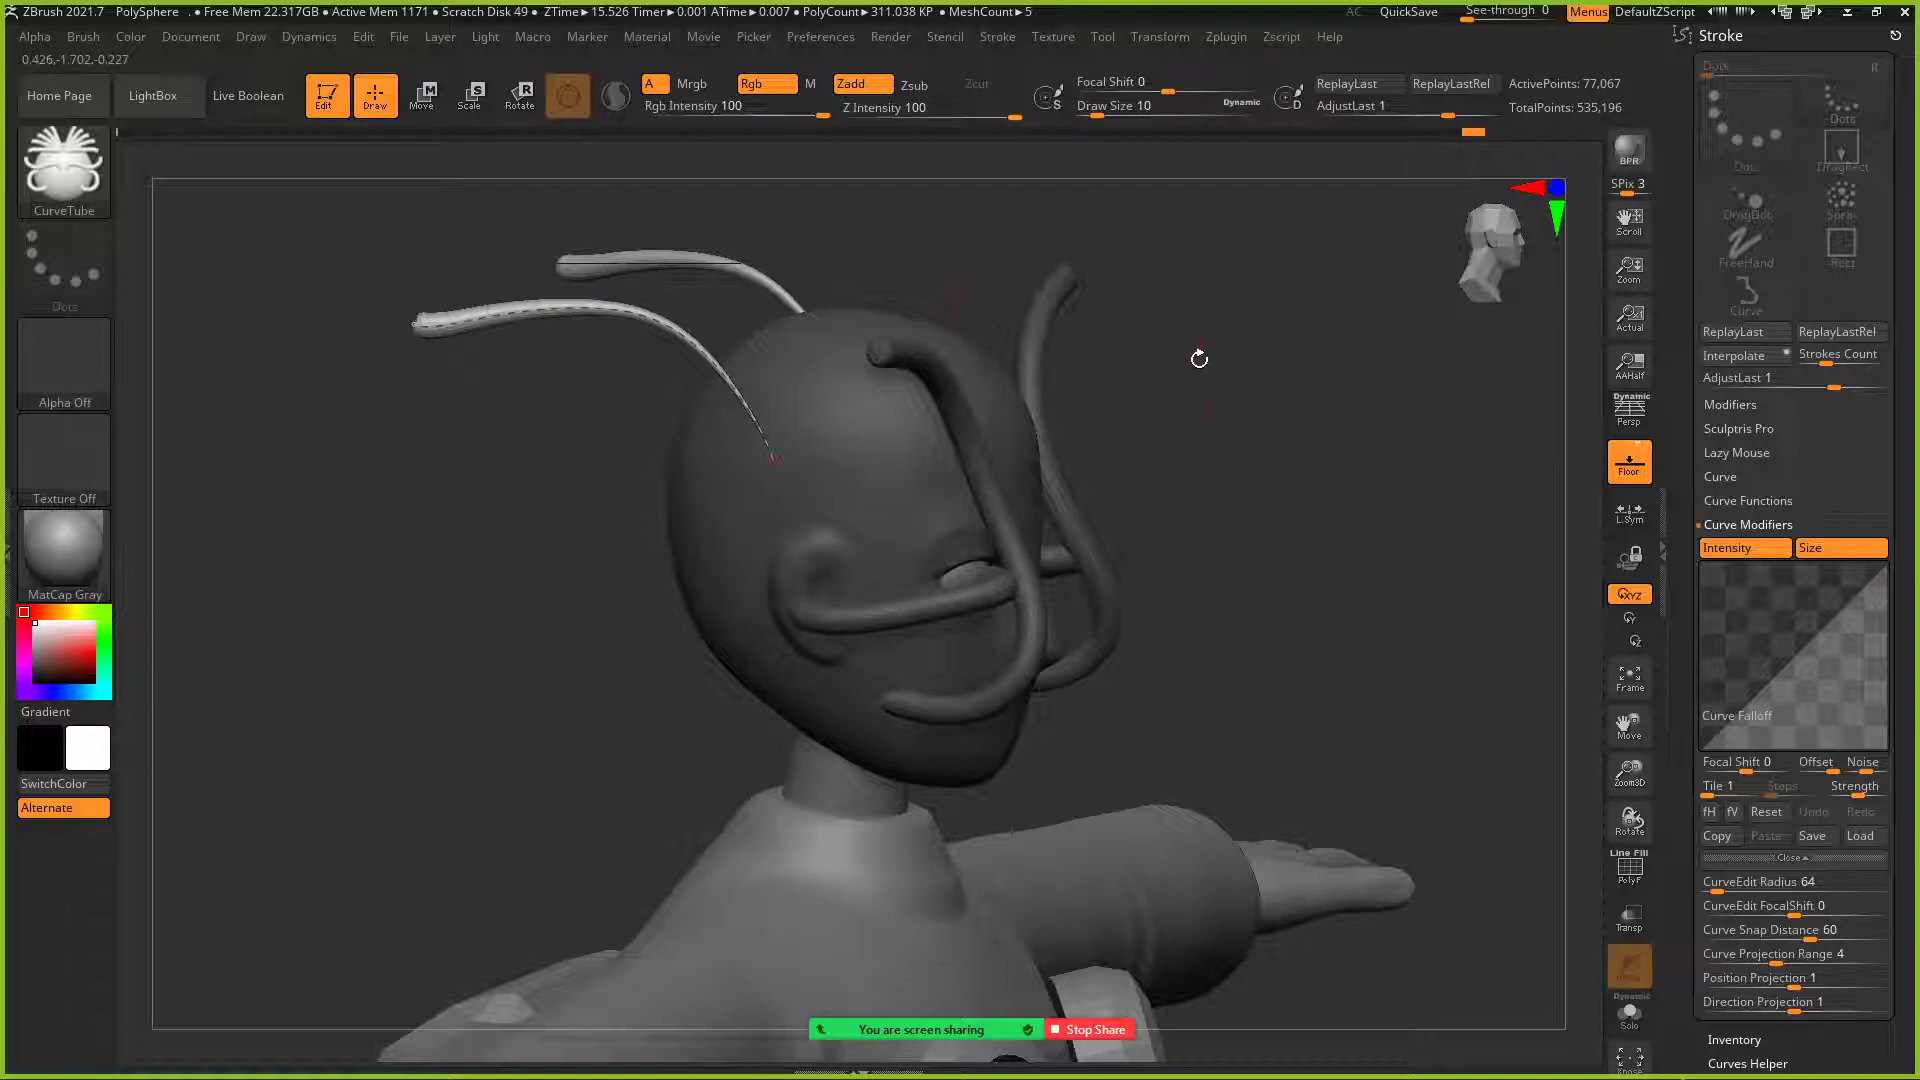 ZBrush 2021.7 PolySphere . ● Free Mem 22.317GB ● Active Mem 1171 ● Scratch Disk 49 ● ZTime►15.526 Timer►0.001 ATime►0.007 ● PolyCount►311.038 KP ● MeshCount►5 AC QuickSave See-through 0 Menus DefaultZScript
Alpha Brush Color Document Draw Dynamics Edit File Layer Light Macro Marker Material Movie Picker Preferences Render Stencil Stroke Texture Tool Transform Zplugin Zscript Help
0.426,-1.702,-0.227
Home Page LightBox Live Boolean Edit Draw Move Scale Rotate
A Mrgb Rgb M Zadd Zsub Zcut
Rgb Intensity 100 Z Intensity 100
Focal Shift 0
Draw Size 10 Dynamic
ReplayLast ReplayLastRel
AdjustLast 1
ActivePoints: 77,067
TotalPoints: 535,196
CurveTube
Dots
Alpha Off
Texture Off
MatCap Gray
Gradient
SwitchColor
Alternate
BPR
SPix 3
Scroll
Zoom
Actual
AAHalf
Dynamic
Persp
Floor
L.Sym
XYZ
Frame
Move
Zoom3D
Rotate
Line Fill
PolyF
Transp
Dynamic
Solo
Xpose
Stroke
Dots R
Dots Dots
DragRect
DragDot Spray
FreeHand Rect
Curve
ReplayLast ReplayLastRel
Interpolate Strokes Count
AdjustLast 1
Modifiers
Sculptris Pro
Lazy Mouse
Curve
Curve Functions
Curve Modifiers
Intensity Size
Curve Falloff
Focal Shift 0 Offset Noise
Tile 1 Steps Strength
fH fV Reset Undo Redo
Copy Paste Save Load
Close
CurveEdit Radius 64
CurveEdit FocalShift 0
Curve Snap Distance 60
Curve Projection Range 4
Position Projection 1
Direction Projection 1
Inventory
Curves Helper
You are screen sharing Stop Share